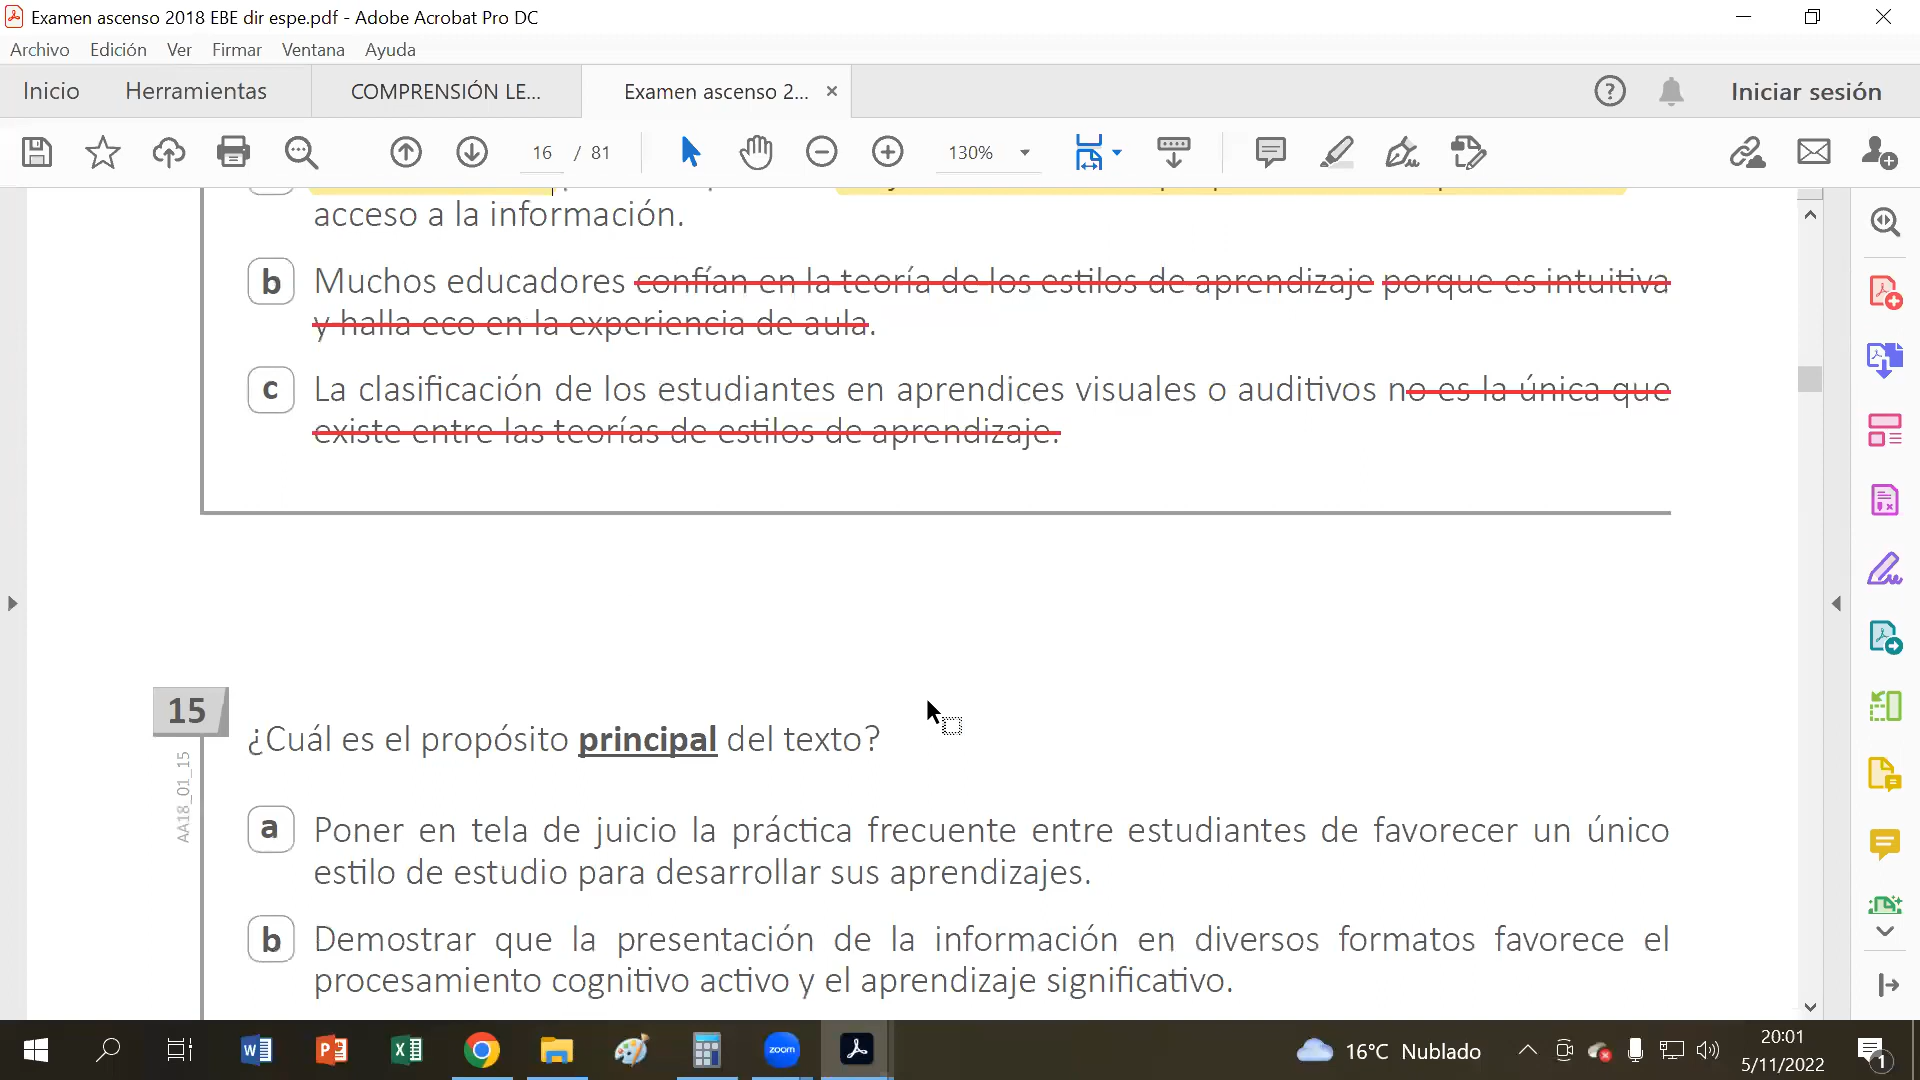 Examen ascenso 2018 EBE dir espe.pdf - Adobe Acrobat Pro DC
Archivo Edición Ver Firmar Ventana Ayuda
Inicio Herramientas COMPRENSIÓN LE... Examen ascenso 2... × Iniciar sesión
16 / 81 130%
acceso a la información.
b Muchos educadores confían en la teoría de los estilos de aprendizaje porque es intuitiva
y halla eco en la experiencia de aula.
c La clasificación de los estudiantes en aprendices visuales o auditivos no es la única que
existe entre las teorías de estilos de aprendizaje.
15
AA18_01_15
¿Cuál es el propósito principal del texto?
a Poner en tela de juicio la práctica frecuente entre estudiantes de favorecer un único
estilo de estudio para desarrollar sus aprendizajes.
b Demostrar que la presentación de la información en diversos formatos favorece el
procesamiento cognitivo activo y el aprendizaje significativo.
zoom
16°C Nublado
20:01
5/11/2022
1